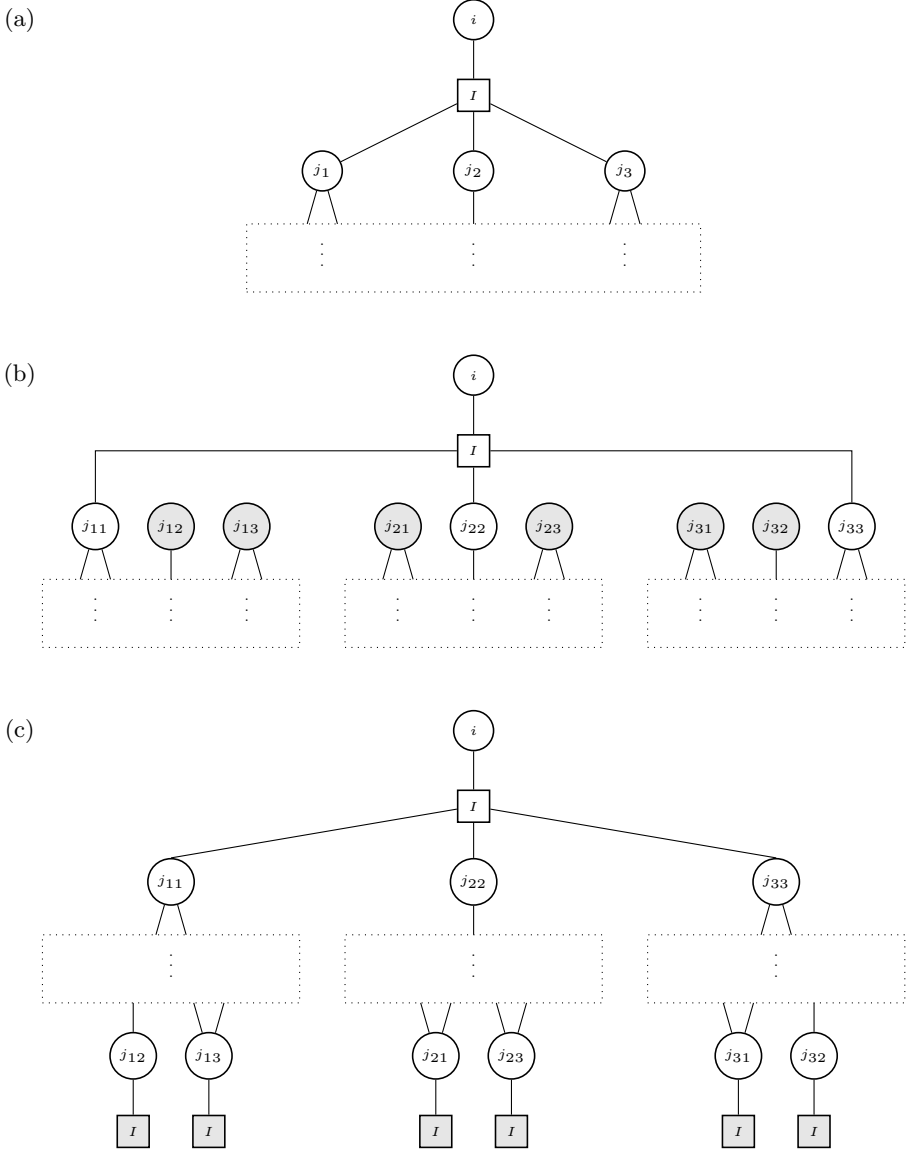 (a)
i
I
j₁ j₂ j₃
(b)
i
I
j₁₁ j₁₂ j₁₃ j₂₁ j₂₂ j₂₃ j₃₁ j₃₂ j₃₃
(c)
i
I
j₁₁ j₂₂ j₃₃
j₁₂ j₁₃ j₂₁ j₂₃ j₃₁ j₃₂
I I I I I I